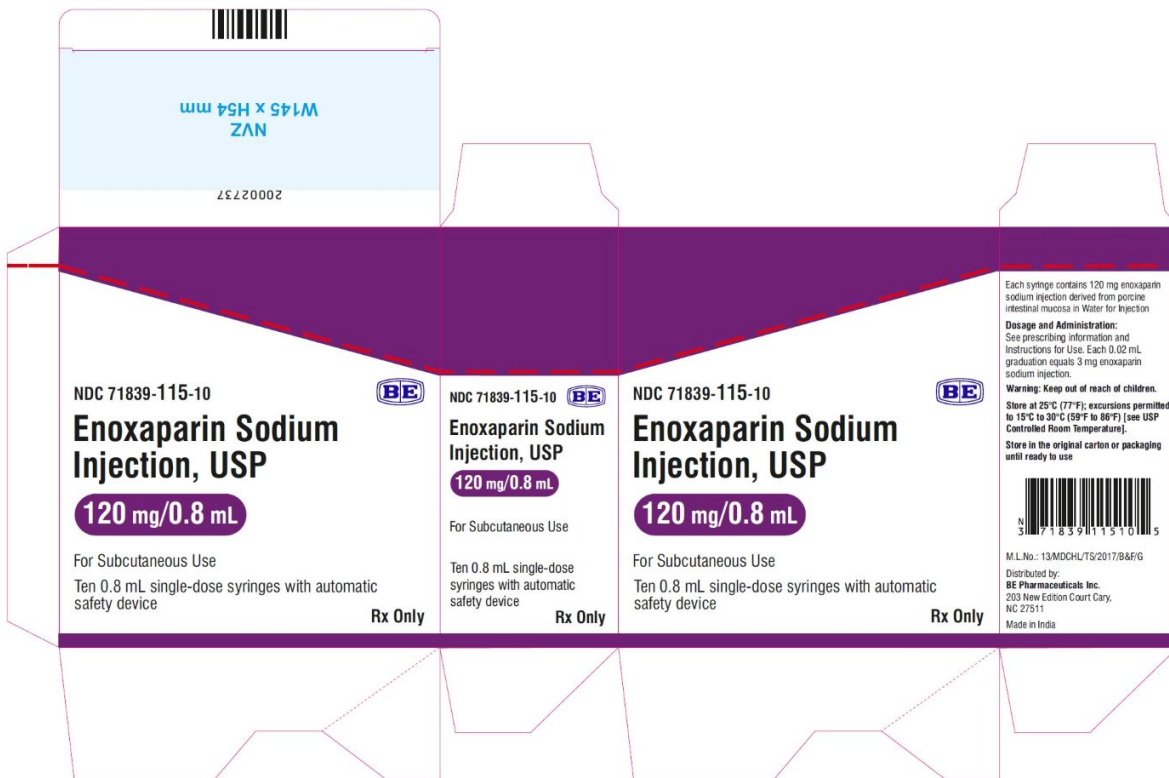 NVZ
W145 x H54 mm
20002737
NDC 71839-115-10
BE
Enoxaparin Sodium
Injection, USP
120 mg/0.8 mL
For Subcutaneous Use
Ten 0.8 mL single-dose syringes with automatic
safety device
Rx Only
NDC 71839-115-10
BE
Enoxaparin Sodium
Injection, USP
120 mg/0.8 mL
For Subcutaneous Use
Ten 0.8 mL single-dose
syringes with automatic
safety device
Rx Only
NDC 71839-115-10
BE
Enoxaparin Sodium
Injection, USP
120 mg/0.8 mL
For Subcutaneous Use
Ten 0.8 mL single-dose syringes with automatic
safety device
Rx Only
Each syringe contains 120 mg enoxaparin
sodium injection derived from porcine
intestinal mucosa in Water for Injection
Dosage and Administration:
See prescribing information and
Instructions for Use. Each 0.02 mL
graduation equals 3 mg enoxaparin
sodium injection.
Warning: Keep out of reach of children.
Store at 25°C (77°F); excursions permitted
to 15°C to 30°C (59°F to 86°F) [see USP
Controlled Room Temperature].
Store in the original carton or packaging
until ready to use
N
3 71839 11510 5
M.L.No.: 13/MDCHL/TS/2017/B&F/G
Distributed by:
BE Pharmaceuticals Inc.
203 New Edition Court Cary,
NC 27511
Made in India